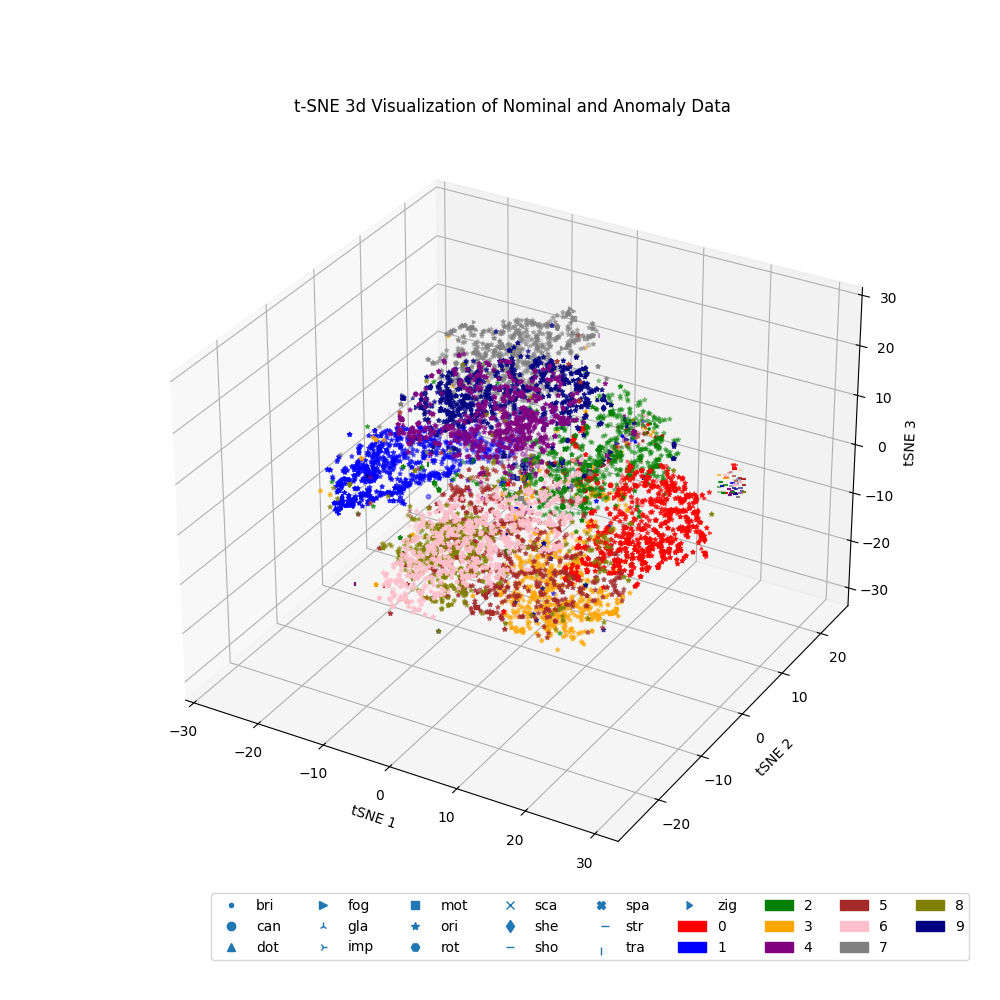 t-SNE 3d Visualization of Nominal and Anomaly Data
30
20
10
0
−10
−20
−30
tSNE 3
−30
−20
−10
0
10
20
30
tSNE 1
−20
−10
0
10
20
tSNE 2
bri fog mot sca spa zig 2 5 8
can gla ori she str 0 3 6 9
dot imp rot sho tra 1 4 7